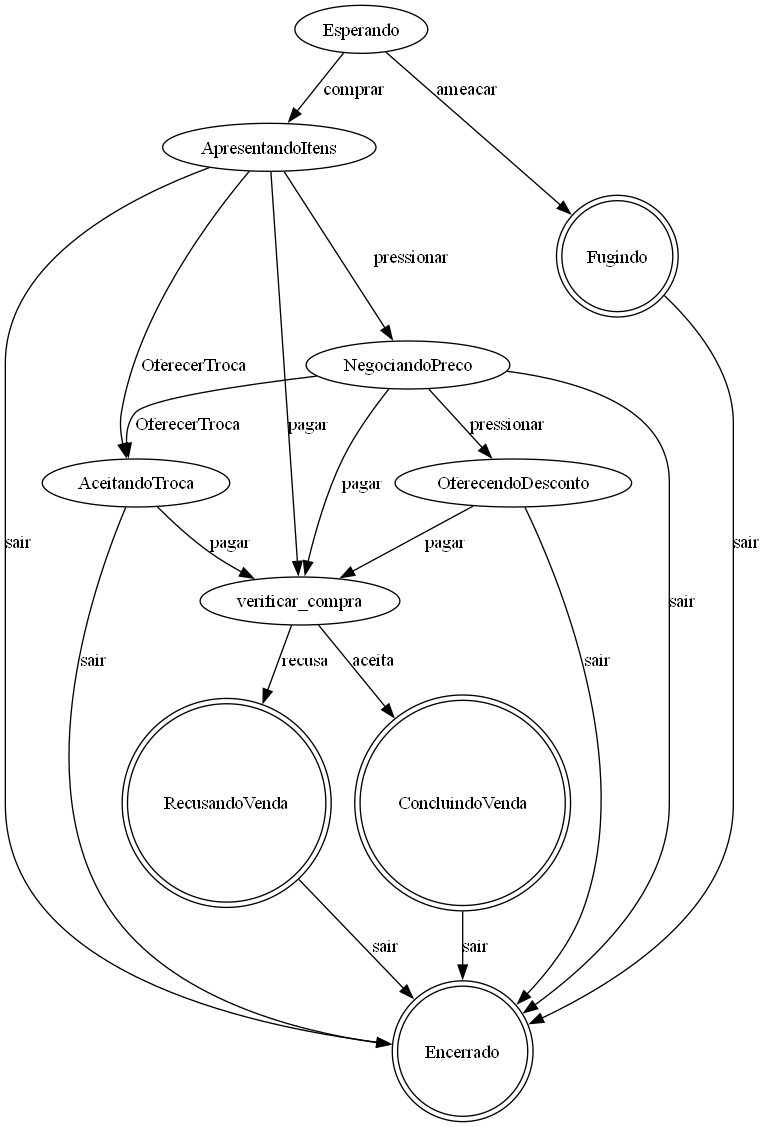 Esperando
comprar
ameacar
ApresentandoItens
pressionar
Fugindo
OferecerTroca
NegociandoPreco
OferecerTroca
pagar
pressionar
AceitandoTroca
pagar
OferecendoDesconto
sair
pagar
pagar
sair
verificar_compra
sair
sair
recusa
aceita
sair
RecusandoVenda
ConcluindoVenda
sair
sair
Encerrado